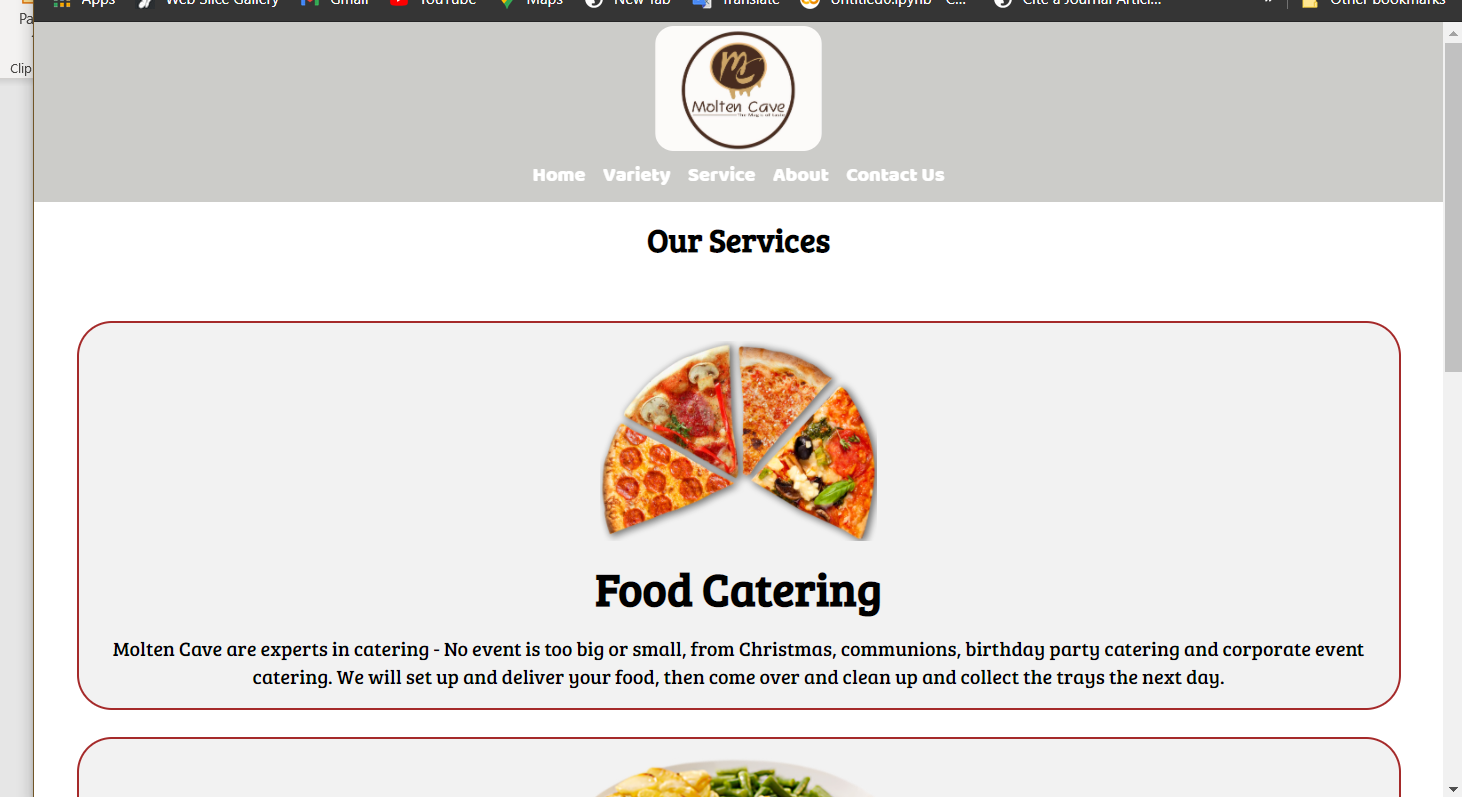 Pa
Clip
Apps
Web Slice Gallery
Gmail
YouTube
Maps
New Tab
Translate
Untitled0.ipynb - C...
Cite a Journal Articl...
»
Other bookmarks
MC
Molten Cave
The Magic of taste
Home Variety Service About Contact Us
Our Services
Food Catering
Molten Cave are experts in catering - No event is too big or small, from Christmas, communions, birthday party catering and corporate event
catering. We will set up and deliver your food, then come over and clean up and collect the trays the next day.